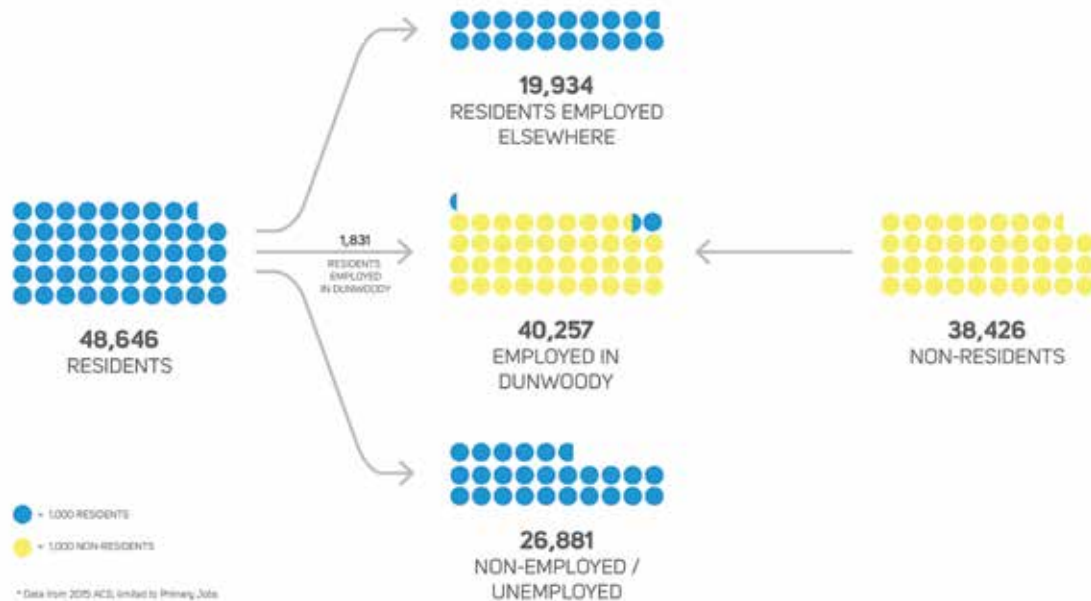 19,934
RESIDENTS EMPLOYED
ELSEWHERE
48,646
RESIDENTS
1,831
RESIDENTS
EMPLOYED
IN DUNWOODY
40,257
EMPLOYED IN
DUNWOODY
38,426
NON-RESIDENTS
26,881
NON-EMPLOYED /
UNEMPLOYED
= 1,000 RESIDENTS
= 1,000 NON-RESIDENTS
* Data from 2015 ACS, limited to Primary Jobs